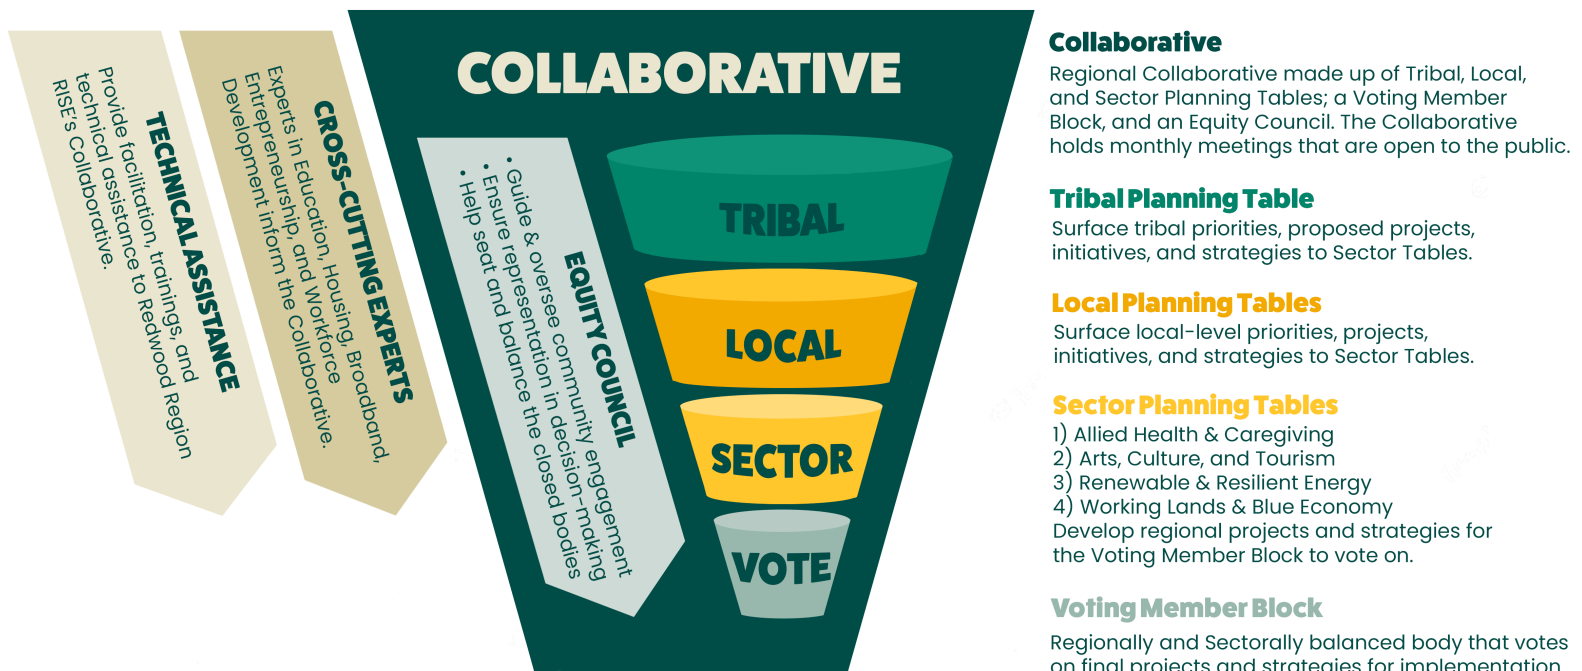 TECHNICAL ASSISTANCE
Provide facilitation, trainings, and
technical assistance to Redwood Region
RISE's Collaborative.
CROSS-CUTTING EXPERTS
Experts in Education, Housing, Broadband,
Entrepreneurship, and Workforce
Development inform the Collaborative.
COLLABORATIVE
EQUITY COUNCIL
• Guide & oversee community engagement
• Ensure representation in decision-making
• Help seat and balance the closed bodies
TRIBAL
LOCAL
SECTOR
VOTE
Collaborative
Regional Collaborative made up of Tribal, Local,
and Sector Planning Tables; a Voting Member
Block, and an Equity Council. The Collaborative
holds monthly meetings that are open to the public.
Tribal Planning Table
Surface tribal priorities, proposed projects,
initiatives, and strategies to Sector Tables.
Local Planning Tables
Surface local-level priorities, projects,
initiatives, and strategies to Sector Tables.
Sector Planning Tables
1) Allied Health & Caregiving
2) Arts, Culture, and Tourism
3) Renewable & Resilient Energy
4) Working Lands & Blue Economy
Develop regional projects and strategies for
the Voting Member Block to vote on.
Voting Member Block
Regionally and Sectorally balanced body that votes
on final projects and strategies for implementation